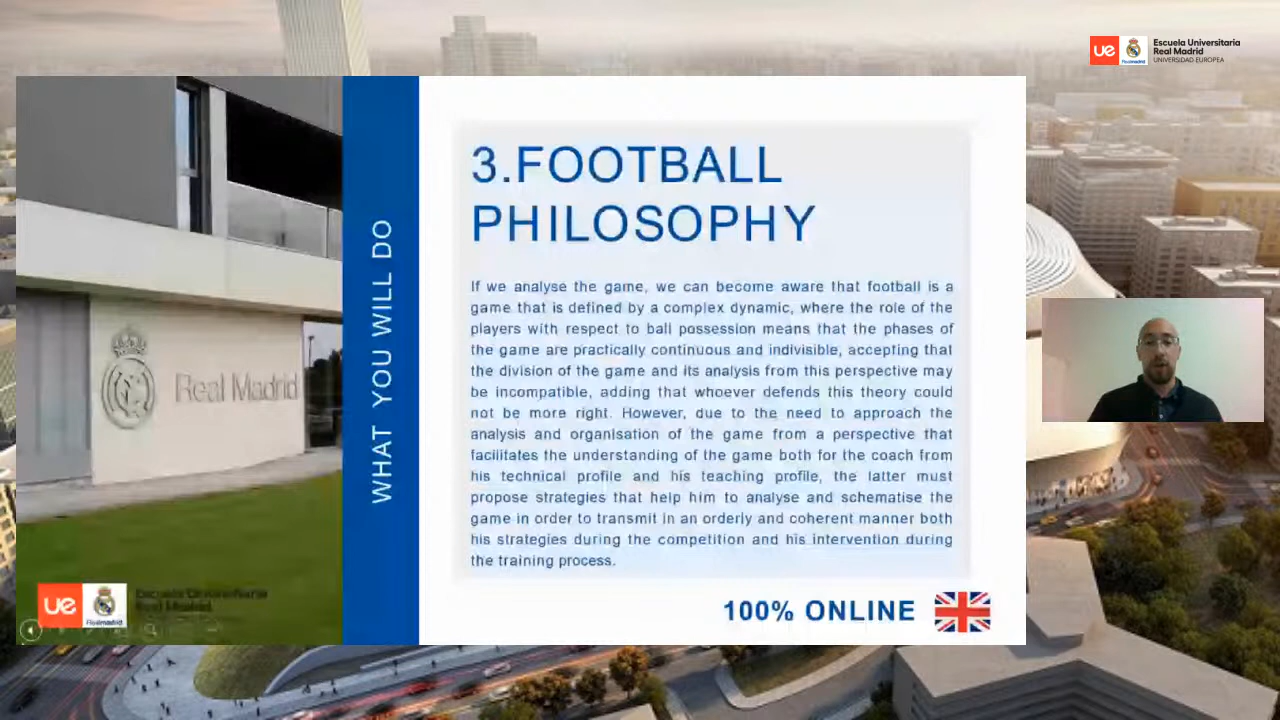 ue
Realmadrid
Escuela Universitaria
Real Madrid
UNIVERSIDAD EUROPEA
Real Madrid
WHAT YOU WILL DO
3.FOOTBALL
PHILOSOPHY
If we analyse the game, we can become aware that football is a
game that is defined by a complex dynamic, where the role of the
players with respect to ball possession means that the phases of
the game are practically continuous and indivisible, accepting that
the division of the game and its analysis from this perspective may
be incompatible, adding that whoever defends this theory could
not be more right. However, due to the need to approach the
analysis and organisation of the game from a perspective that
facilitates the understanding of the game both for the coach from
his technical profile and his teaching profile, the latter must
propose strategies that help him to analyse and schematise the
game in order to transmit in an orderly and coherent manner both
his strategies during the competition and his intervention during
the training process.
ue
Realmadrid
Escuela Universitaria
Real Madrid
100% ONLINE